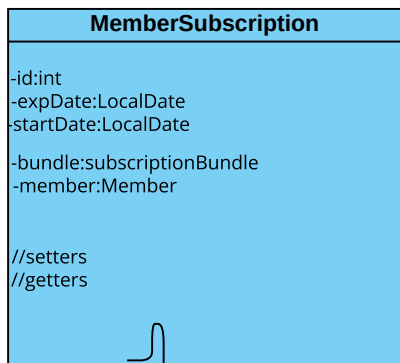 MemberSubscription
-id:int
-expDate:LocalDate
-startDate:LocalDate
-bundle:subscriptionBundle
-member:Member
//setters
//getters